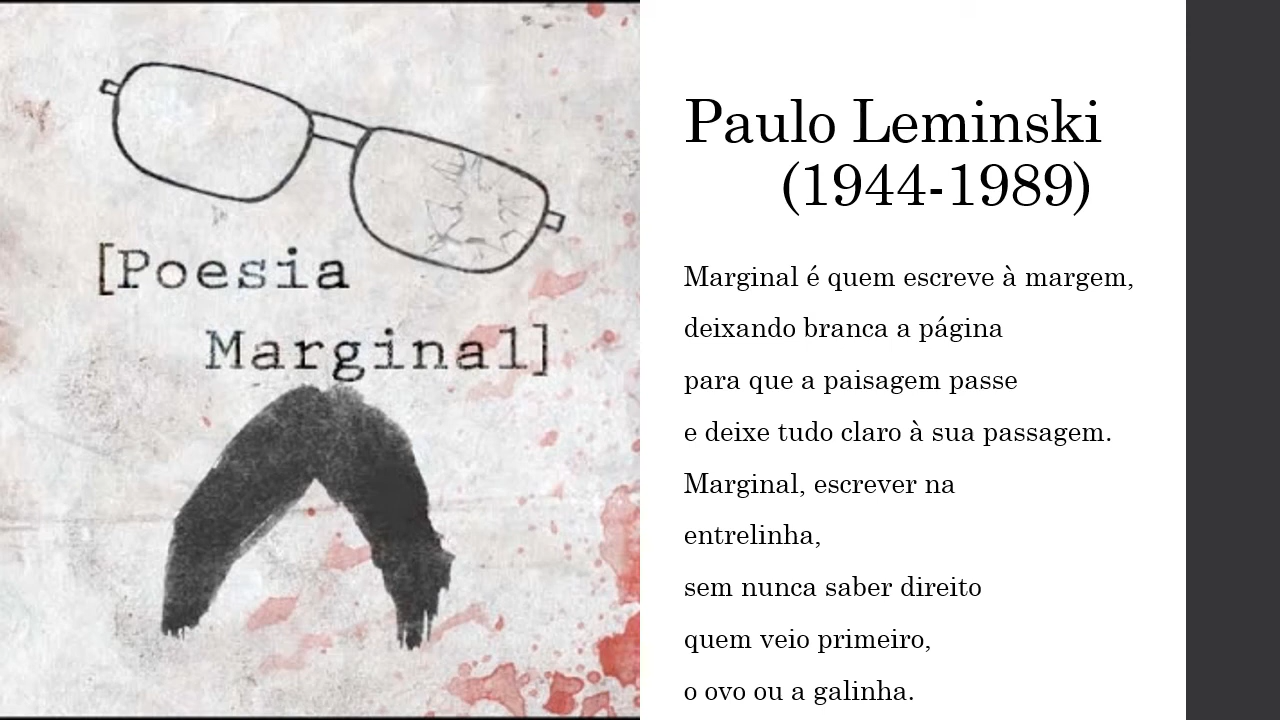 [Poesia
Marginal]
Paulo Leminski
(1944-1989)
Marginal é quem escreve à margem,
deixando branca a página
para que a paisagem passe
e deixe tudo claro à sua passagem.
Marginal, escrever na
entrelinha,
sem nunca saber direito
quem veio primeiro,
o ovo ou a galinha.